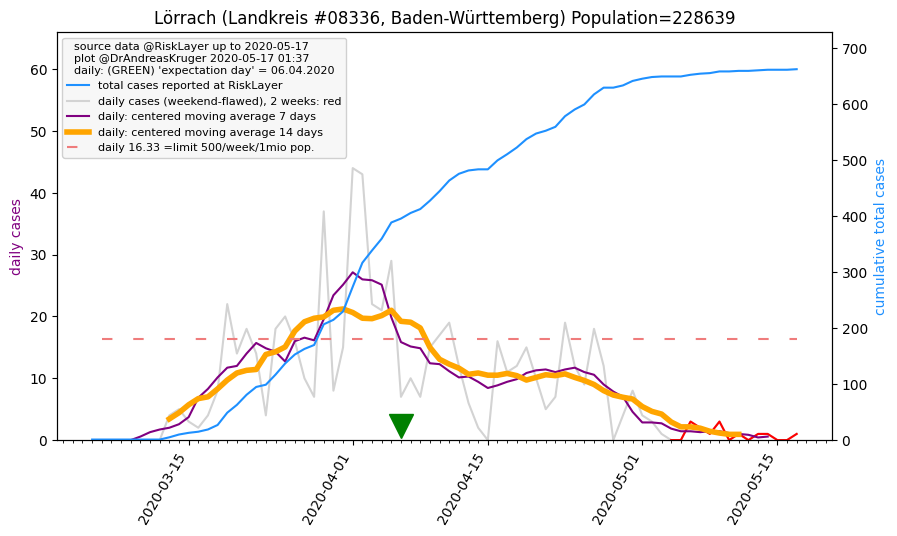 Lörrach (Landkreis #08336, Baden-Württemberg) Population=228639
source data @RiskLayer up to 2020-05-17
plot @DrAndreasKruger 2020-05-17 01:37
daily: (GREEN) 'expectation day' = 06.04.2020
total cases reported at RiskLayer
daily cases (weekend-flawed), 2 weeks: red
daily: centered moving average 7 days
daily: centered moving average 14 days
daily 16.33 =limit 500/week/1mio pop.
daily cases
0
10
20
30
40
50
60
cumulative total cases
0
100
200
300
400
500
600
700
2020-03-15
2020-04-01
2020-04-15
2020-05-01
2020-05-15